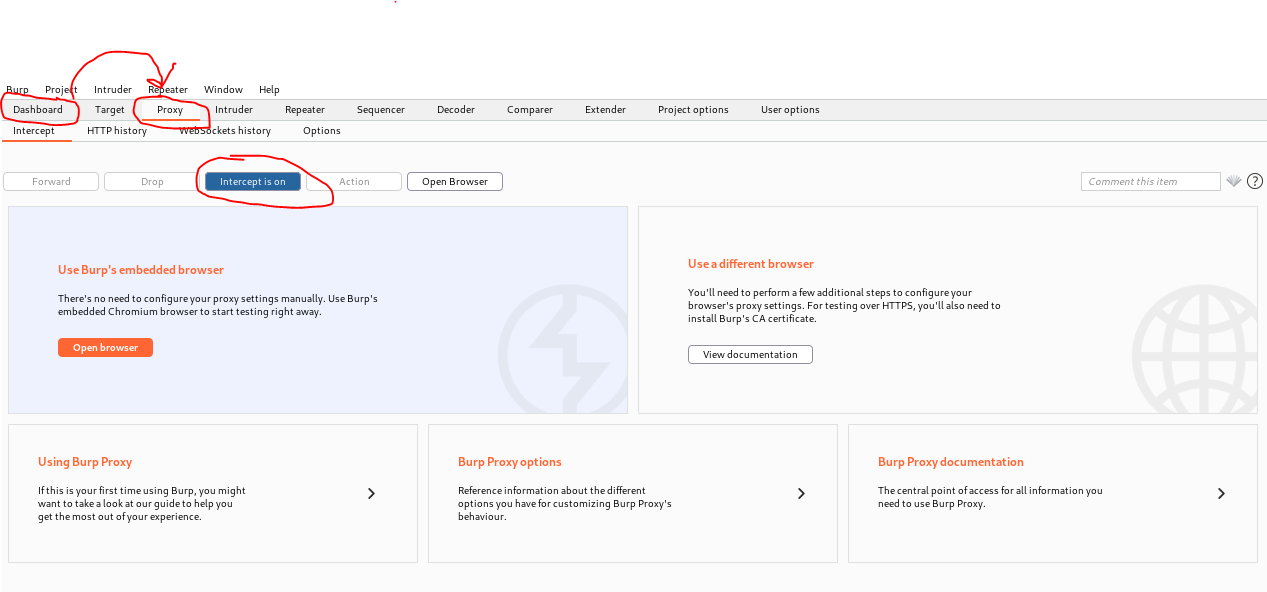 Burp Project Intruder Repeater Window Help
Dashboard Target Proxy Intruder Repeater Sequencer Decoder Comparer Extender Project options User options
Intercept HTTP history WebSockets history Options
Forward Drop Intercept is on Action Open Browser Comment this item ?
Use Burp's embedded browser
There's no need to configure your proxy settings manually. Use Burp's
embedded Chromium browser to start testing right away.
Open browser
Use a different browser
You'll need to perform a few additional steps to configure your
browser's proxy settings. For testing over HTTPS, you'll also need to
install Burp's CA certificate.
View documentation
Using Burp Proxy
If this is your first time using Burp, you might
want to take a look at our guide to help you
get the most out of your experience.
Burp Proxy options
Reference information about the different
options you have for customizing Burp Proxy's
behaviour.
Burp Proxy documentation
The central point of access for all information you
need to use Burp Proxy.